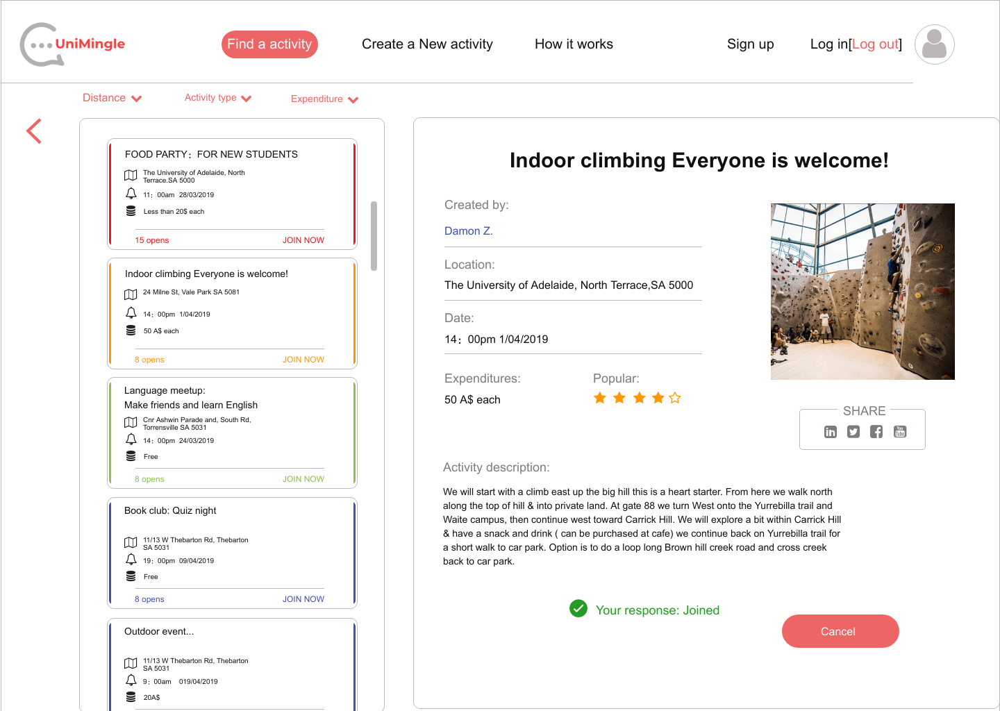 UniMingle
Find a activity
Create a New activity
How it works
Sign up
Log in[Log out]
Distance
Activity type
Expenditure
FOOD PARTY：FOR NEW STUDENTS
The University of Adelaide, North
Terrace.SA 5000
11：00am 28/03/2019
Less than 20$ each
15 opens
JOIN NOW
Indoor climbing Everyone is welcome!
24 Milne St, Vale Park SA 5081
14：00pm 1/04/2019
50 A$ each
8 opens
JOIN NOW
Language meetup:
Make friends and learn English
Cnr Ashwin Parade and, South Rd,
Torrensville SA 5031
14：00pm 24/03/2019
Free
8 opens
JOIN NOW
Book club: Quiz night
11/13 W Thebarton Rd, Thebarton
SA 5031
19：00pm 09/04/2019
Free
8 opens
JOIN NOW
Outdoor event...
11/13 W Thebarton Rd, Thebarton
SA 5031
9：00am 019/04/2019
20A$
Indoor climbing Everyone is welcome!
Created by:
Damon Z.
Location:
The University of Adelaide, North Terrace,SA 5000
Date:
14：00pm 1/04/2019
Expenditures:
50 A$ each
Popular:
SHARE
in
You
Tube
Activity description:
We will start with a climb east up the big hill this is a heart starter. From here we walk north
along the top of hill & into private land. At gate 88 we turn West onto the Yurrebilla trail and
Waite campus, then continue west toward Carrick Hill. We will explore a bit within Carrick Hill
& have a snack and drink ( can be purchased at cafe) we continue back on Yurrebilla trail for
a short walk to car park. Option is to do a loop long Brown hill creek road and cross creek
back to car park.
Your response: Joined
Cancel